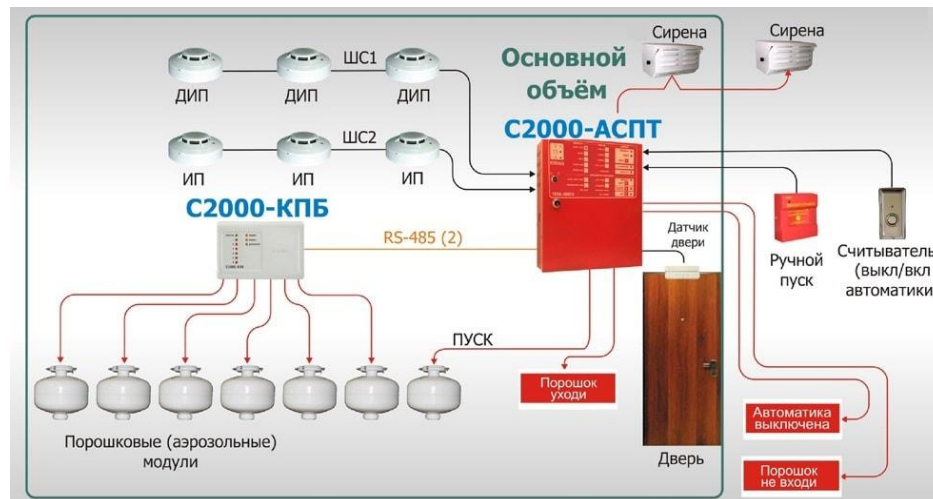 Сирена
Сирена
ШС1
Основной
объём
ДИП
ДИП
ДИП
С2000-АСПТ
ШС2
ИП
ИП
ИП
С2000-КПБ
RS-485 (2)
Датчик
двери
Ручной
пуск
Считыватель
(выкл/вкл
автоматики
ПУСК
Порошок
уходи
Автоматика
выключена
Порошковые (аэрозольные)
модули
Дверь
Порошок
не входи